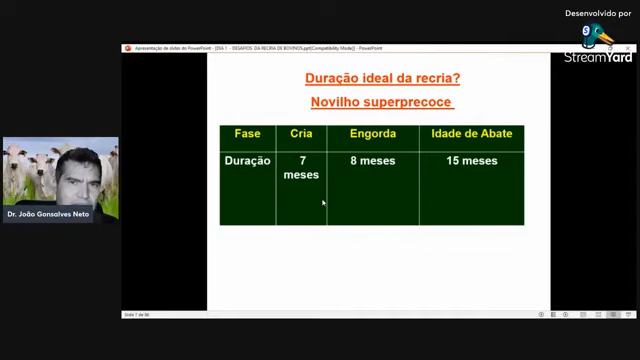 Desenvolvido por
StreamYard
Apresentação de slides do PowerPoint - [DIA 1 - DESAFIOS DA RECRIA DE BOVINOS.ppt [Compatibility Mode]] - PowerPoint
Duração ideal da recria?
Novilho superprecoce
Fase Cria Engorda Idade de Abate
Duração 7 meses 8 meses 15 meses
Dr. João Gonsalves Neto